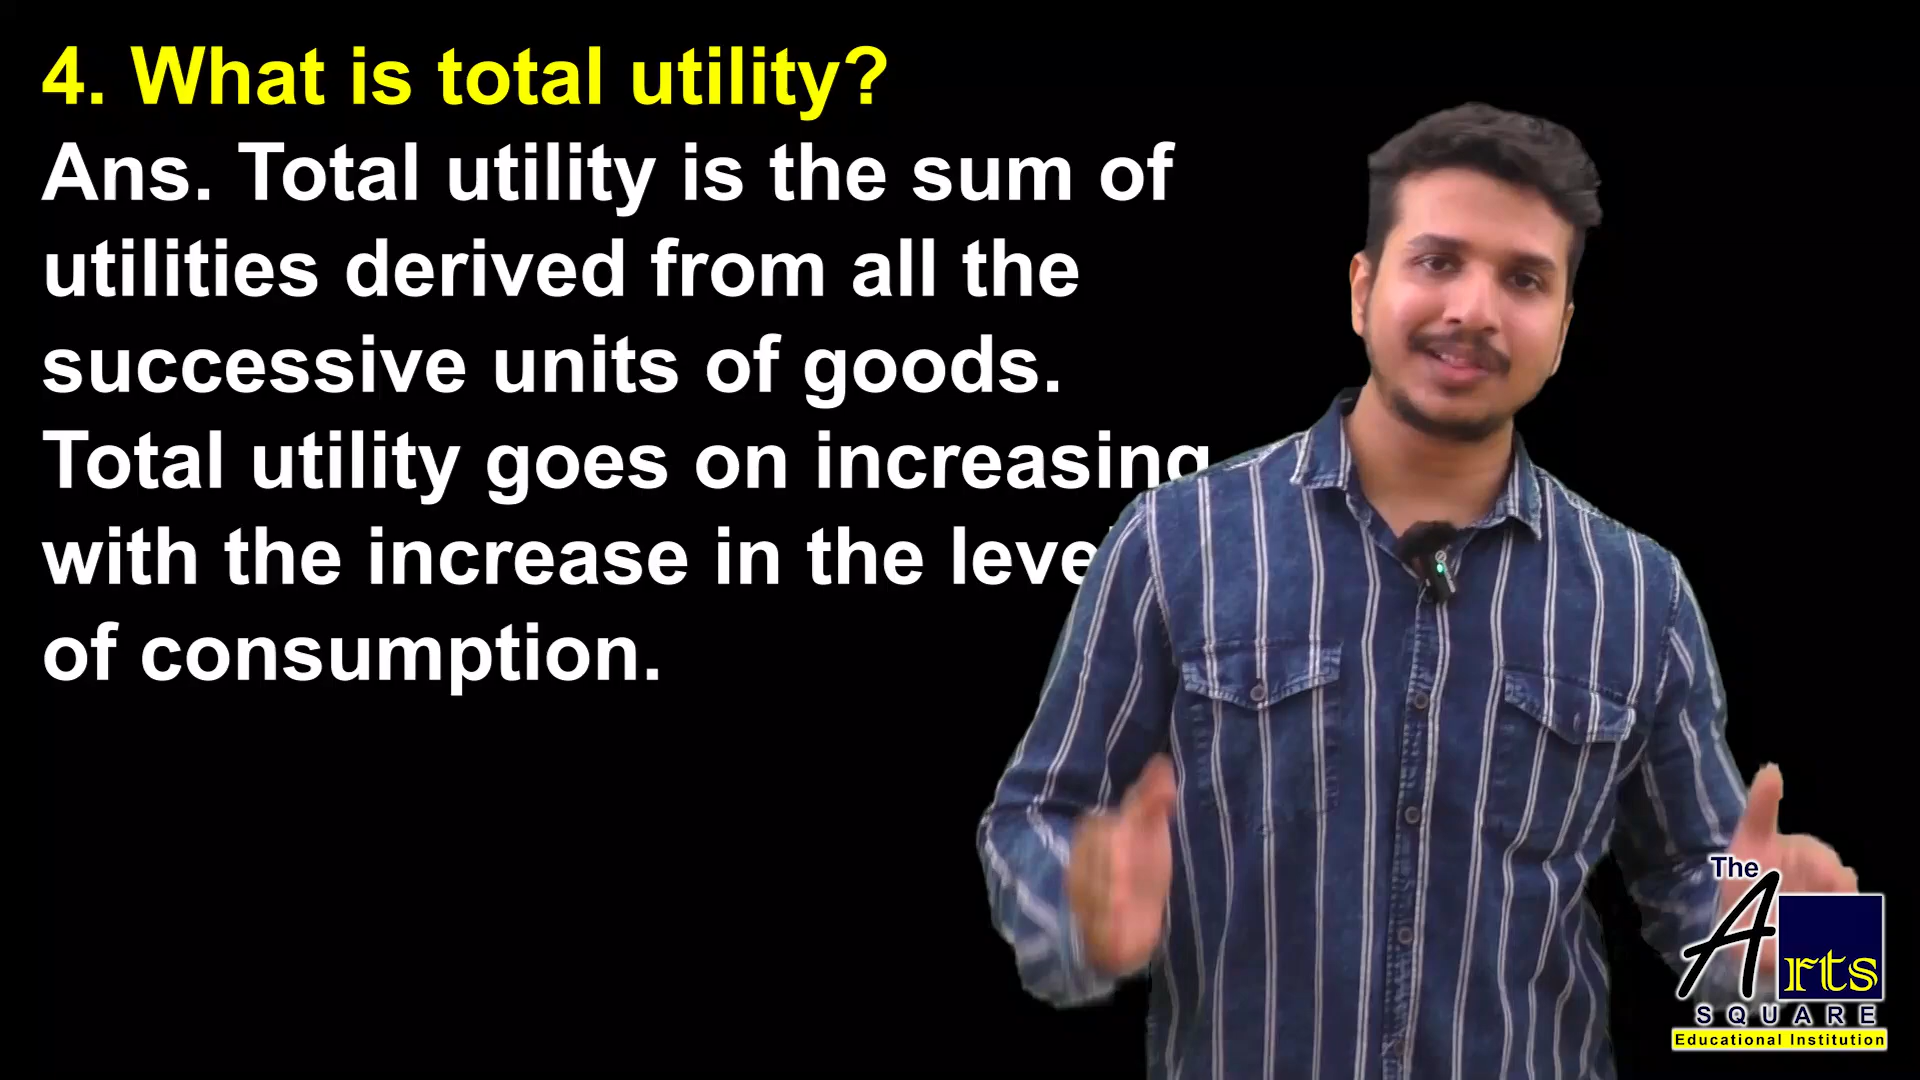 4. What is total utility?
Ans. Total utility is the sum of
utilities derived from all the
successive units of goods.
Total utility goes on increasing
with the increase in the level
of consumption.
The
Arts
SQUARE
Educational Institution